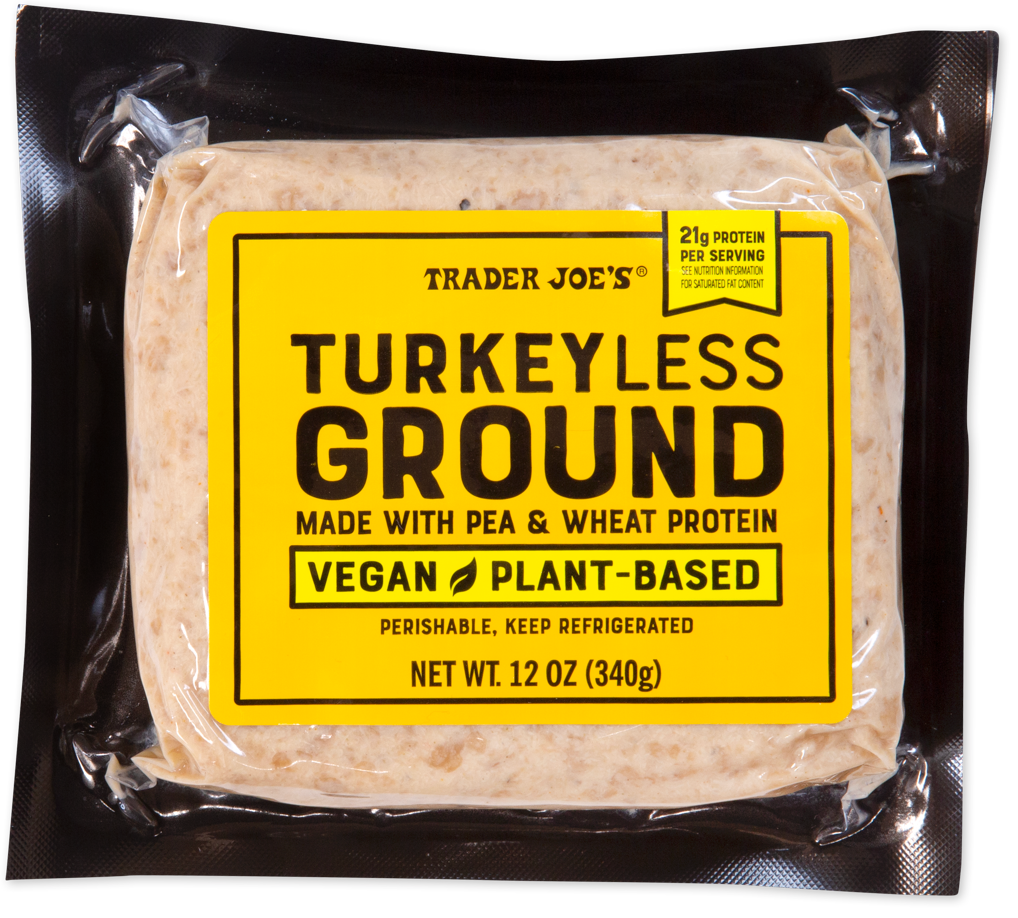 21g PROTEIN
PER SERVING
SEE NUTRITION INFORMATION
FOR SATURATED FAT CONTENT
TRADER JOE'S®
TURKEYLESS
GROUND
MADE WITH PEA & WHEAT PROTEIN
VEGAN PLANT-BASED
PERISHABLE, KEEP REFRIGERATED
NET WT. 12 OZ (340g)